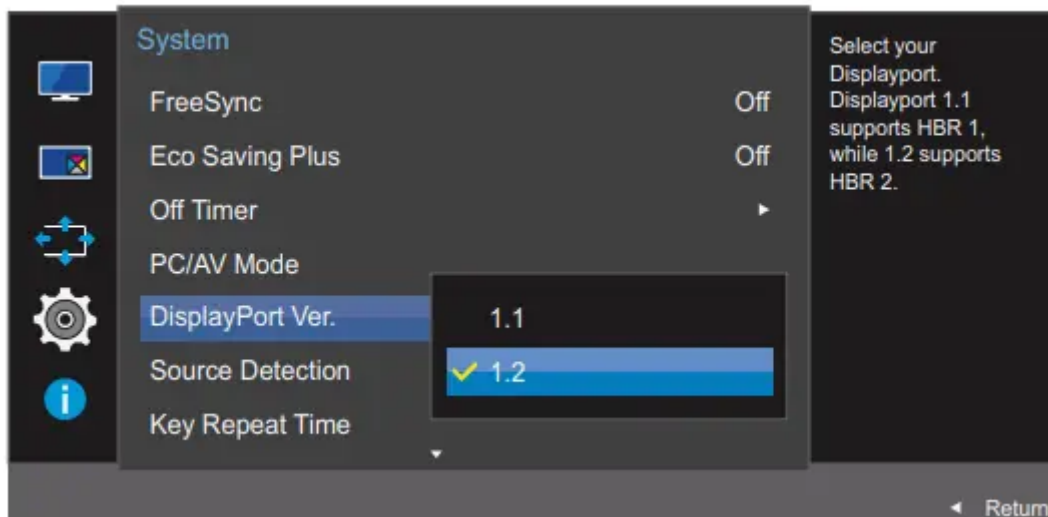 System
FreeSync Off
Eco Saving Plus Off
Off Timer
PC/AV Mode
DisplayPort Ver.
1.1
1.2
Source Detection
Key Repeat Time
Select your
Displayport.
Displayport 1.1
supports HBR 1,
while 1.2 supports
HBR 2.
Return